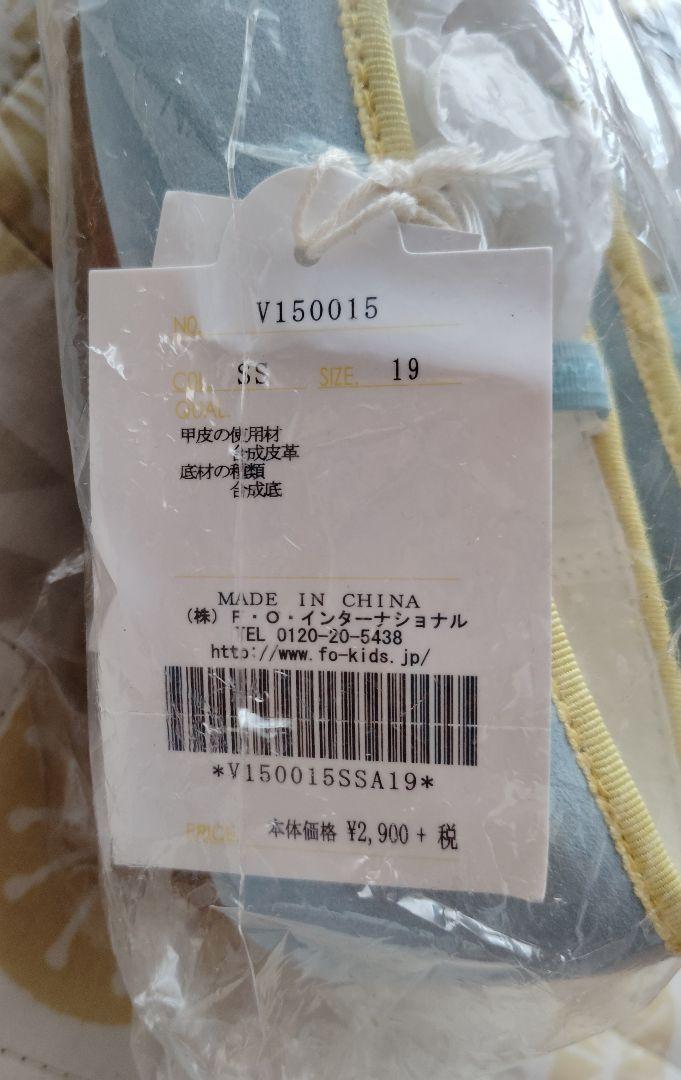 NO. V150015
COL. SS SIZE. 19
QUAL.
甲皮の使用材
合成皮革
底材の種類
合成底
MADE IN CHINA
(株) F・O・インターナショナル
TEL 0120-20-5438
http://www.fo-kids.jp/
*V150015SSA19*
PRICE. 本体価格 ¥2,900 + 税